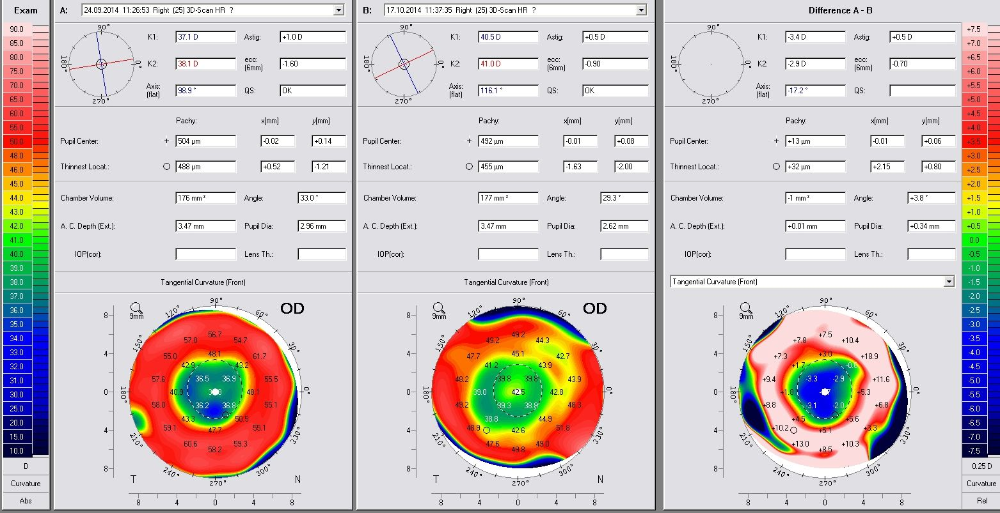 Exam
A: 24.09.2014 11:26:53 Right (25) 3D-Scan HR ?
B: 17.10.2014 11:37:35 Right (25) 3D-Scan HR ?
Difference A - B
90.0
85.0
80.0
75.0
70.0
65.0
60.0
55.0
50.0
48.0
46.0
45.0
44.0
43.0
42.0
41.0
40.0
39.0
38.0
37.0
36.0
35.0
34.0
33.0
32.0
31.0
30.0
25.0
20.0
15.0
10.0
D
Curvature
Abs
90° 180° 0° 270°
K1: 37.1 D Astig: +1.0 D
K2: 38.1 D ecc: (6mm) -1.60
Axis: (flat) 98.9 ° QS: OK
Pachy: x[mm] y[mm]
Pupil Center: + 504 µm -0.02 +0.14
Thinnest Locat.: 488 µm +0.52 -1.21
Chamber Volume: 176 mm³ Angle: 33.0 °
A. C. Depth (Ext.): 3.47 mm Pupil Dia: 2.96 mm
IOP(cor): Lens Th.:
Tangential Curvature (Front)
9mm
OD
90° 120° 60° 150° 30° 180° 0° 210° 330° 240° 300° 270°
8 4 0 4 8
56.7
57.0 54.7
55.0 48.1 61.7
42.9 43.2
57.6 36.5 36.9 55.5
40.9 48.1
58.0 36.2 36.8 55.1
43.3 50.5
59.1 47.7 55.1
60.6 59.3
58.2
T N
8 4 0 4 8
90° 180° 0° 270°
K1: 40.5 D Astig: +0.5 D
K2: 41.0 D ecc: (6mm) -0.90
Axis: (flat) 116.1 ° QS: OK
Pachy: x[mm] y[mm]
Pupil Center: + 492 µm -0.01 +0.08
Thinnest Locat.: 455 µm -1.63 -2.00
Chamber Volume: 177 mm³ Angle: 29.3 °
A. C. Depth (Ext.): 3.47 mm Pupil Dia: 2.62 mm
IOP(cor): Lens Th.:
Tangential Curvature (Front)
9mm
OD
90° 120° 60° 150° 30° 180° 0° 210° 330° 240° 300° 270°
8 4 0 4 8
49.2
49.2 44.3
47.7 45.1 42.7
41.2 43.9
48.2 39.8 39.8 43.9
39.0 42.5 42.8
49.2 39.3 38.8 48.3
38.8 44.9
48.9 42.6 51.8
47.6 49.0
49.8
T N
8 4 0 4 8
90° 180° 0° 270°
K1: -3.4 D Astig: +0.5 D
K2: -2.9 D ecc: (6mm) -0.70
Axis: (flat) -17.2 ° QS:
Pachy: x[mm] y[mm]
Pupil Center: + +13 µm -0.01 +0.06
Thinnest Locat.: +32 µm +2.15 +0.80
Chamber Volume: -1 mm³ Angle: +3.8 °
A. C. Depth (Ext.): +0.01 mm Pupil Dia: +0.34 mm
IOP(cor): Lens Th.:
Tangential Curvature (Front)
9mm
90° 120° 60° 150° 30° 180° 0° 210° 330° 240° 300° 270°
8 4 0 4 8
+7.5
+7.8 +10.4
+7.3 +3.0 +18.9
+1.7 -0.8
+9.4 -3.3 -2.9 +11.6
+1.8 +5.3
+8.8 -3.1 -2.0 +6.8
+4.5 +5.6
+10.2 +5.1 +3.3
+13.0 +10.3
+8.5
8 4 0 4 8
+7.5
+7.0
+6.5
+6.0
+5.5
+5.0
+4.5
+4.0
+3.5
+3.0
+2.5
+2.0
+1.5
+1.0
+0.5
0.0
-0.5
-1.0
-1.5
-2.0
-2.5
-3.0
-3.5
-4.0
-4.5
-5.0
-5.5
-6.0
-6.5
-7.0
-7.5
0.25 D
Curvature
Rel